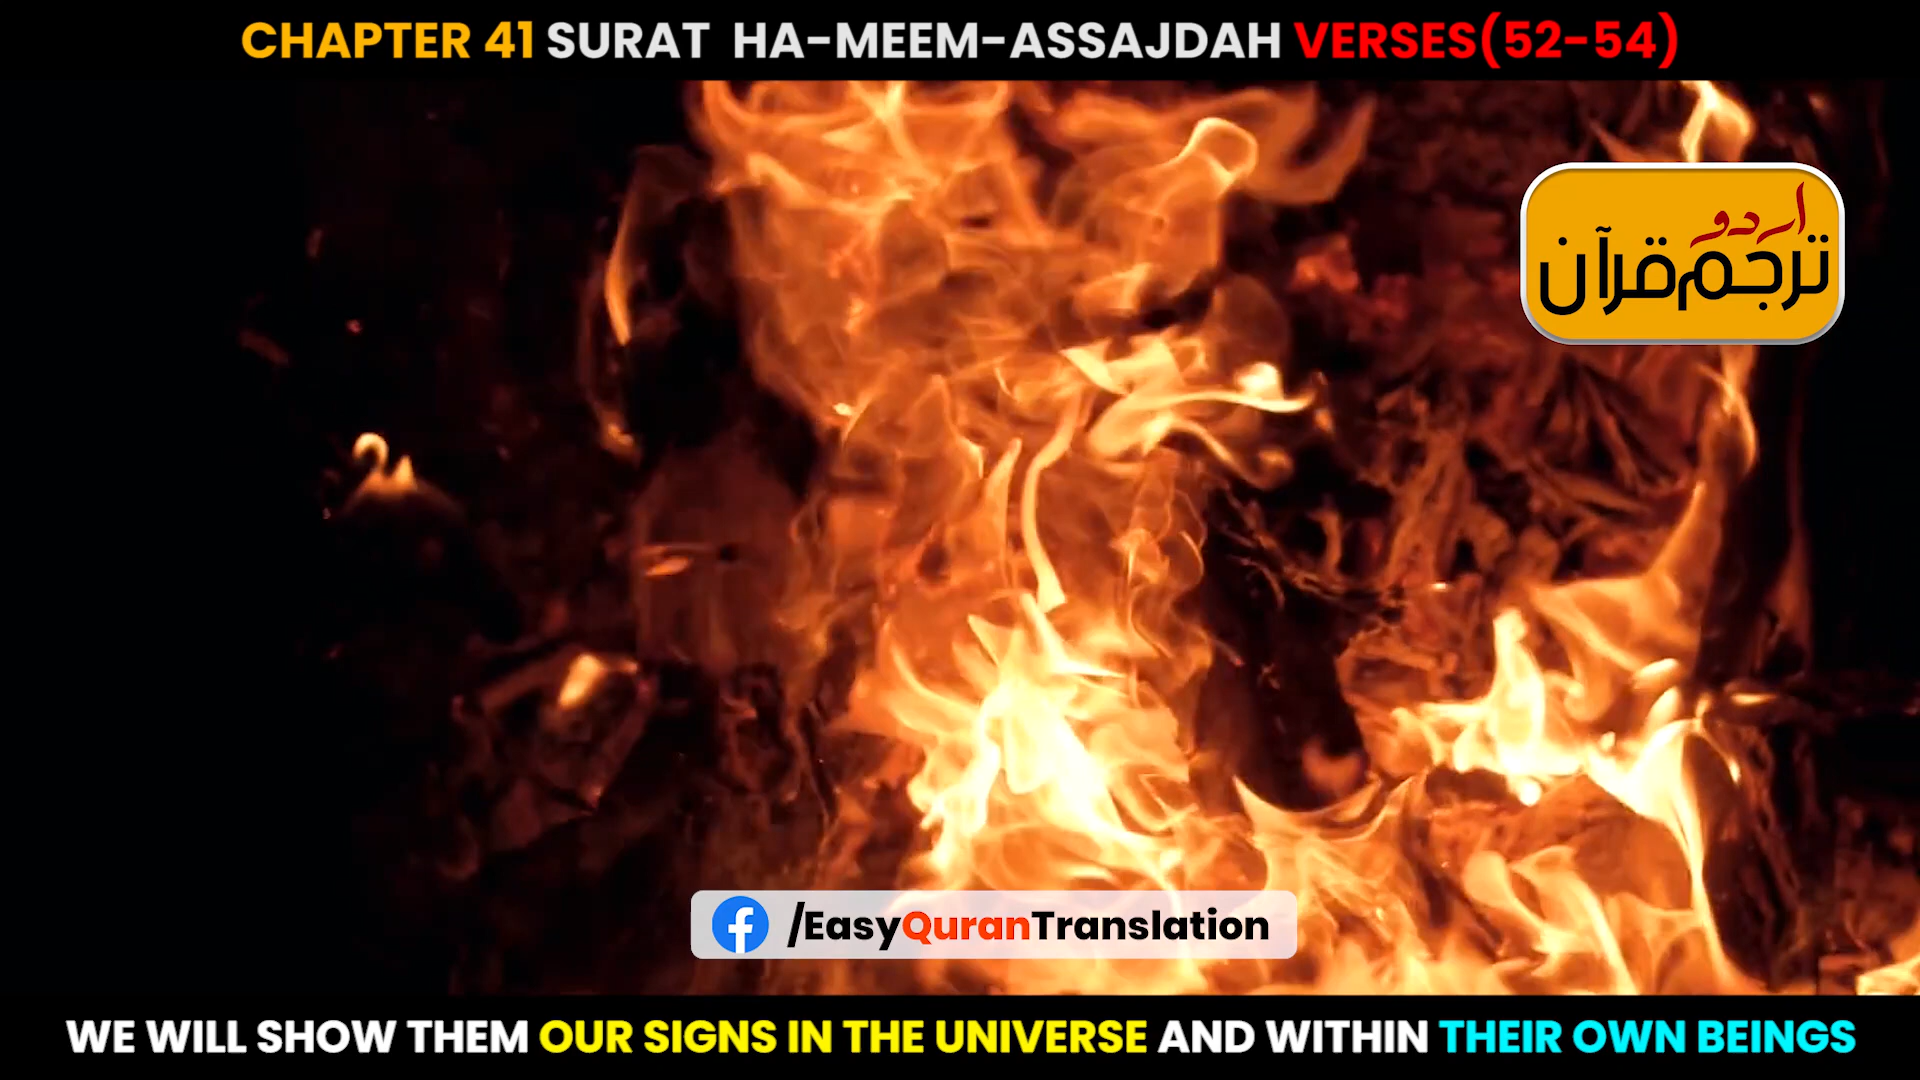 CHAPTER 41 SURAT HA-MEEM-ASSAJDAH VERSES(52-54)
اردو
ترجم قرآن
/EasyQuranTranslation
WE WILL SHOW THEM OUR SIGNS IN THE UNIVERSE AND WITHIN THEIR OWN BEINGS